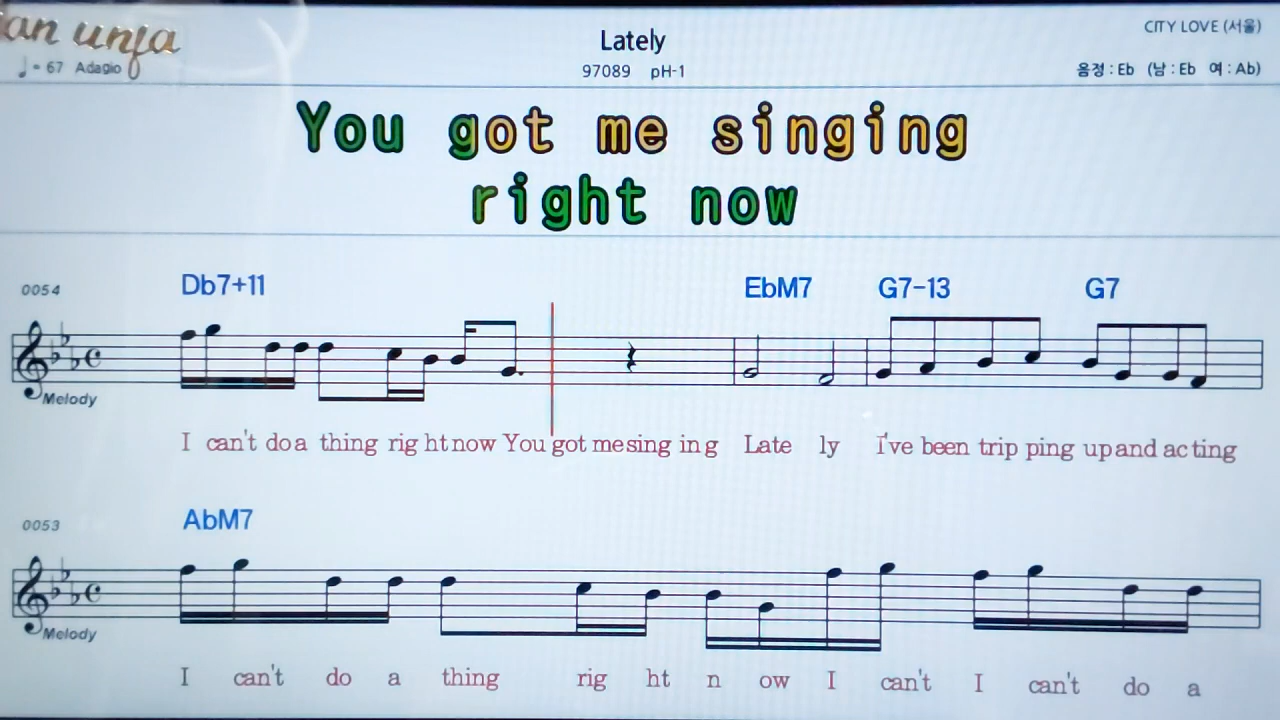 an unja
CITY LOVE (서울)
Lately
♩= 67 Adagio
97089 pH-1
음정 : Eb (남 : Eb 여 : Ab)
You got me singing
right now
0054
Db7+11 EbM7 G7-13 G7
Melody
I can't do a thing rig ht now You got me sing ing Late ly I've been trip ping up and ac ting
0053
AbM7
Melody
I can't do a thing rig ht n ow I can't I can't do a